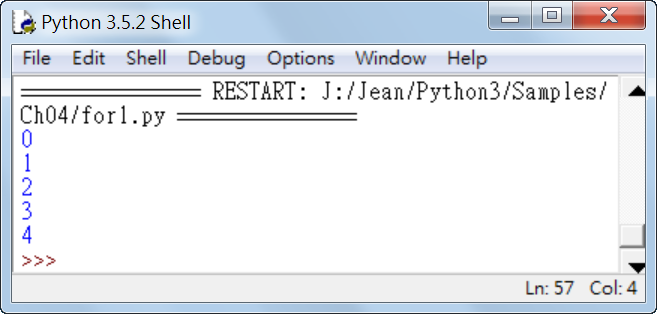 Python 3.5.2 Shell
File Edit Shell Debug Options Window Help
=============== RESTART: J:/Jean/Python3/Samples/
Ch04/for1.py ===============
0
1
2
3
4
>>>
Ln: 57 Col: 4